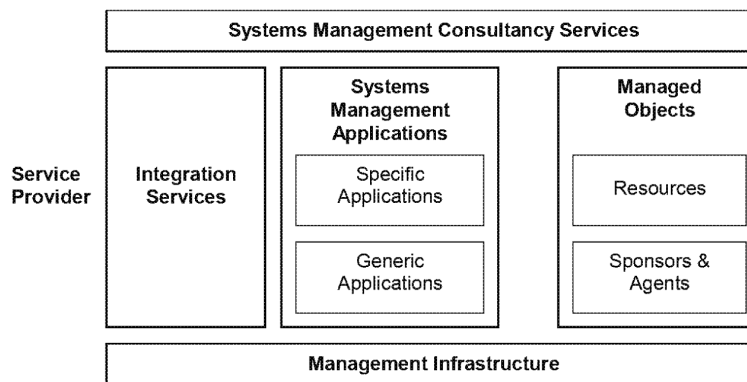 Systems Management Consultancy Services
Service
Provider
Integration
Services
Systems
Management
Applications
Specific
Applications
Generic
Applications
Managed
Objects
Resources
Sponsors &
Agents
Management Infrastructure